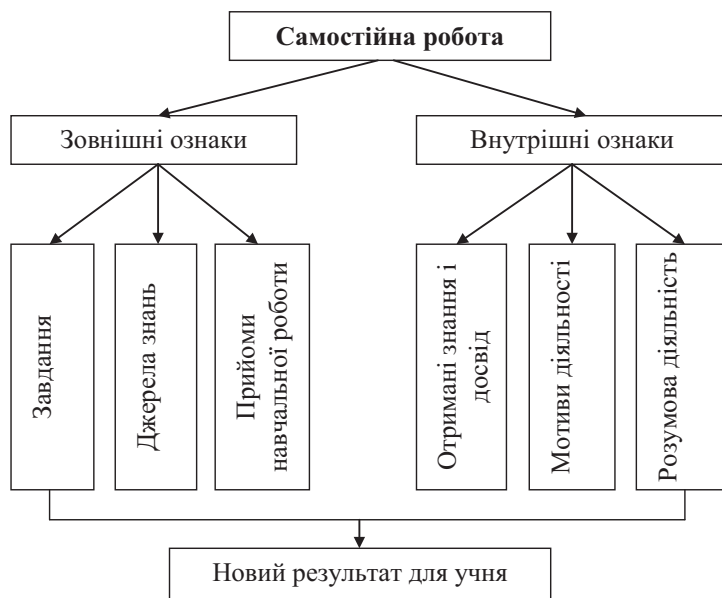 Самостійна робота
Зовнішні ознаки
Внутрішні ознаки
Завдання
Джерела знань
Прийоми
навчальної роботи
Отримані знання і
досвід
Мотиви діяльності
Розумова діяльність
Новий результат для учня